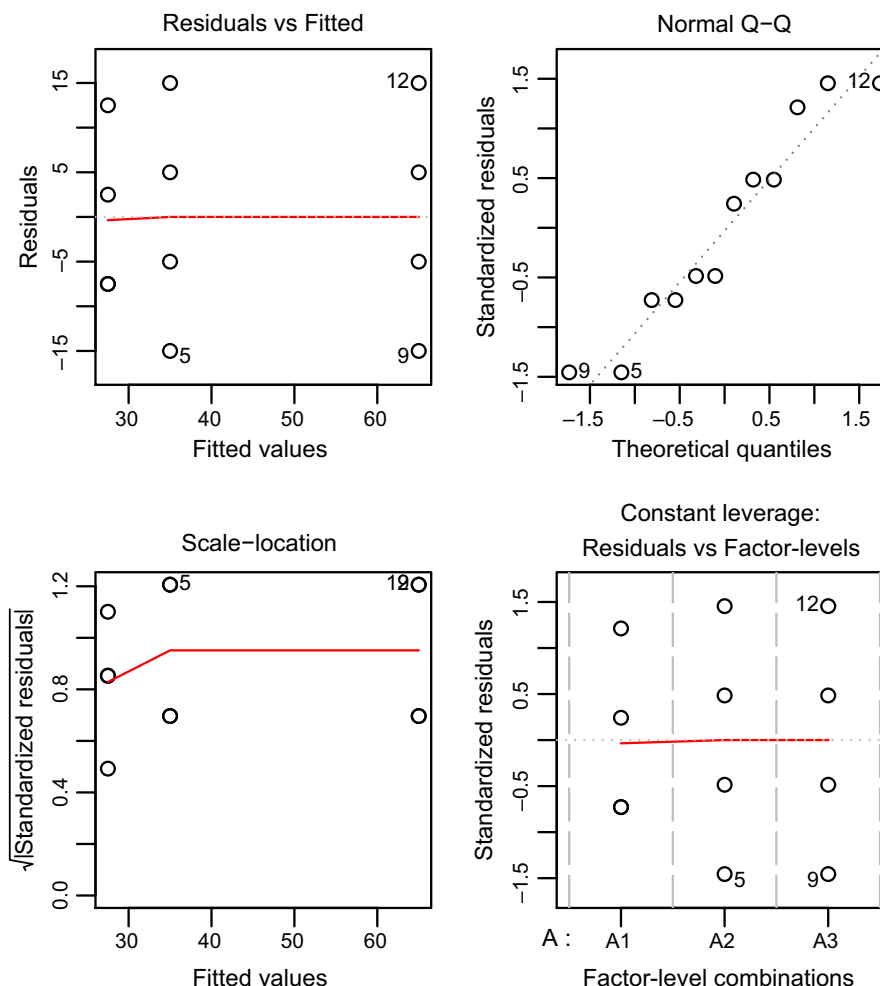 Residuals vs Fitted
Residuals
15
5
−5
−15
12
5
9
30
40
50
60
Fitted values
Normal Q−Q
Standardized residuals
1.5
0.5
−0.5
−1.5
12
9
5
−1.5
−0.5
0.5
1.5
Theoretical quantiles
Scale−location
√|Standardized residuals|
1.2
0.8
0.4
0.0
5
12
9
30
40
50
60
Fitted values
Constant leverage:
Residuals vs Factor-levels
Standardized residuals
1.5
0.5
−0.5
−1.5
12
5
9
A :
A1
A2
A3
Factor-level combinations